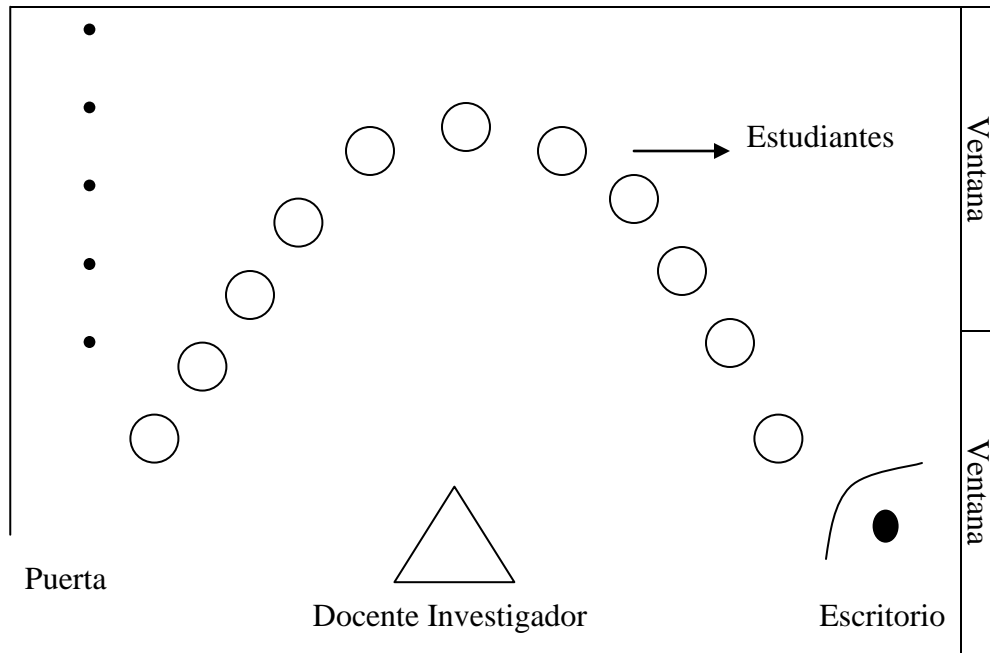 Estudiantes
Ventana
Ventana
Puerta
Docente Investigador
Escritorio